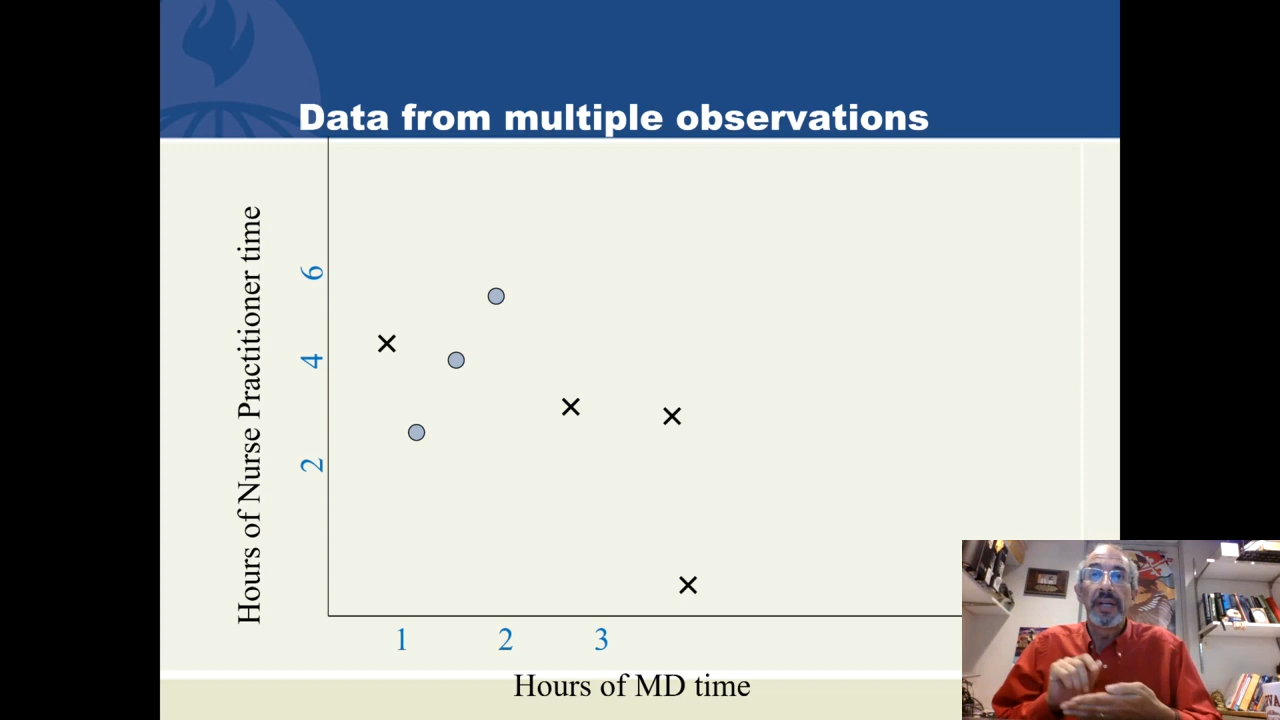 Data from multiple observations
Hours of Nurse Practitioner time
6
4
2
1 2 3
Hours of MD time